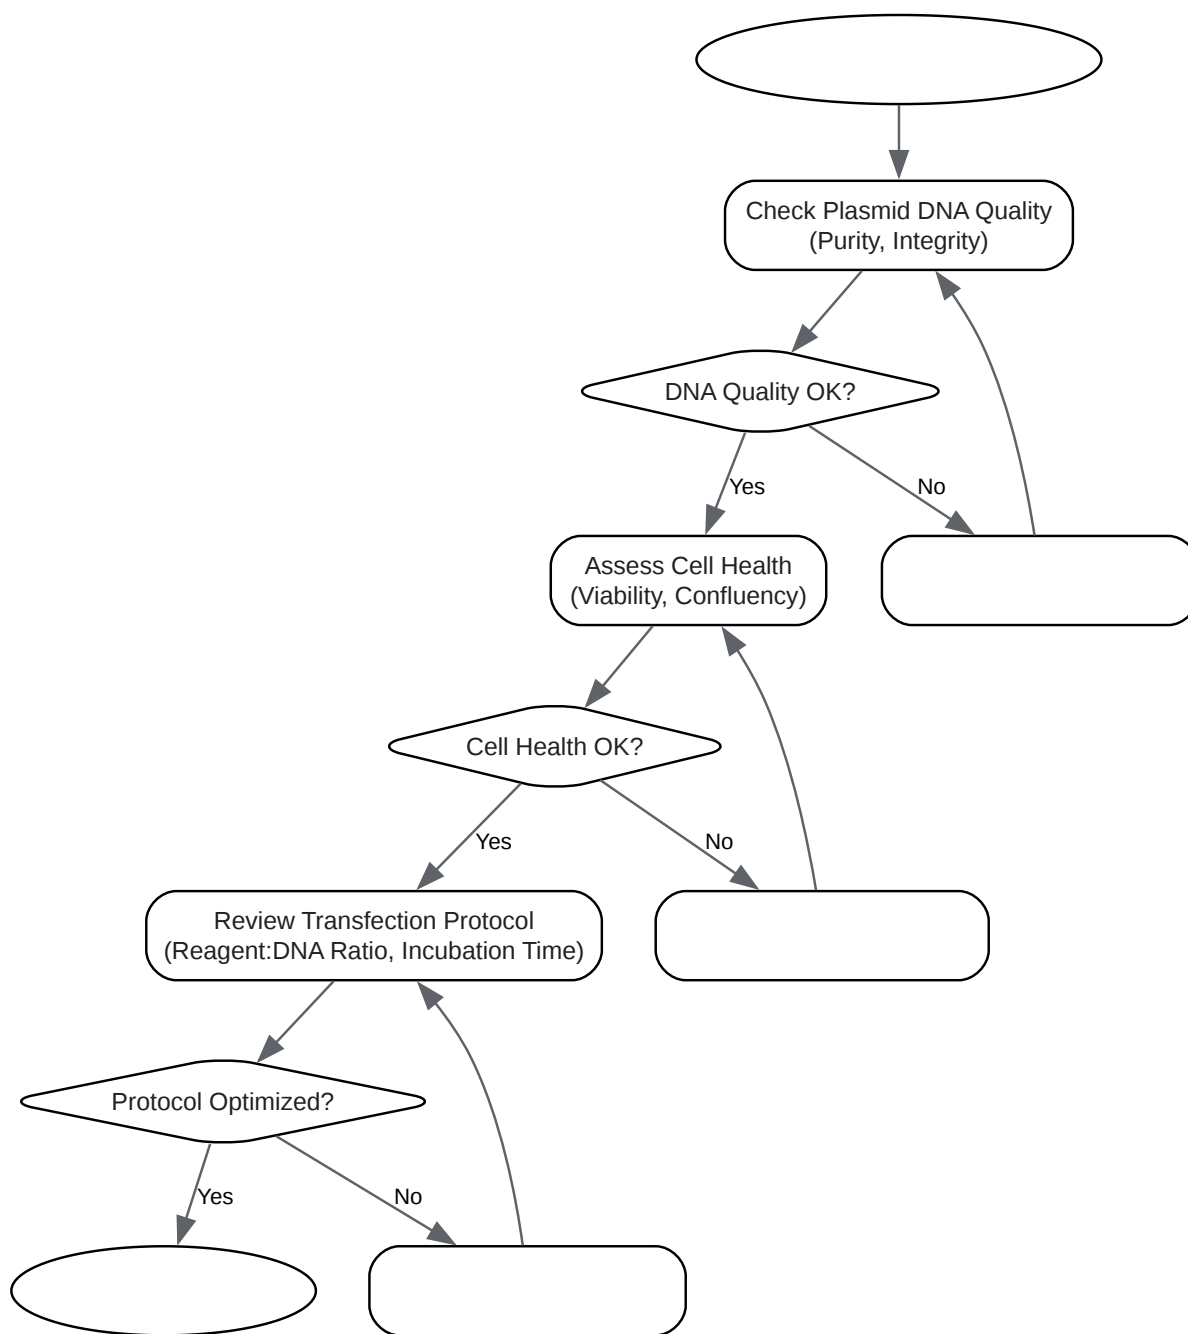 Check Plasmid DNA Quality
(Purity, Integrity)
DNA Quality OK?
Yes
No
Assess Cell Health
(Viability, Confluency)
Cell Health OK?
Yes
No
Review Transfection Protocol
(Reagent:DNA Ratio, Incubation Time)
Protocol Optimized?
Yes
No